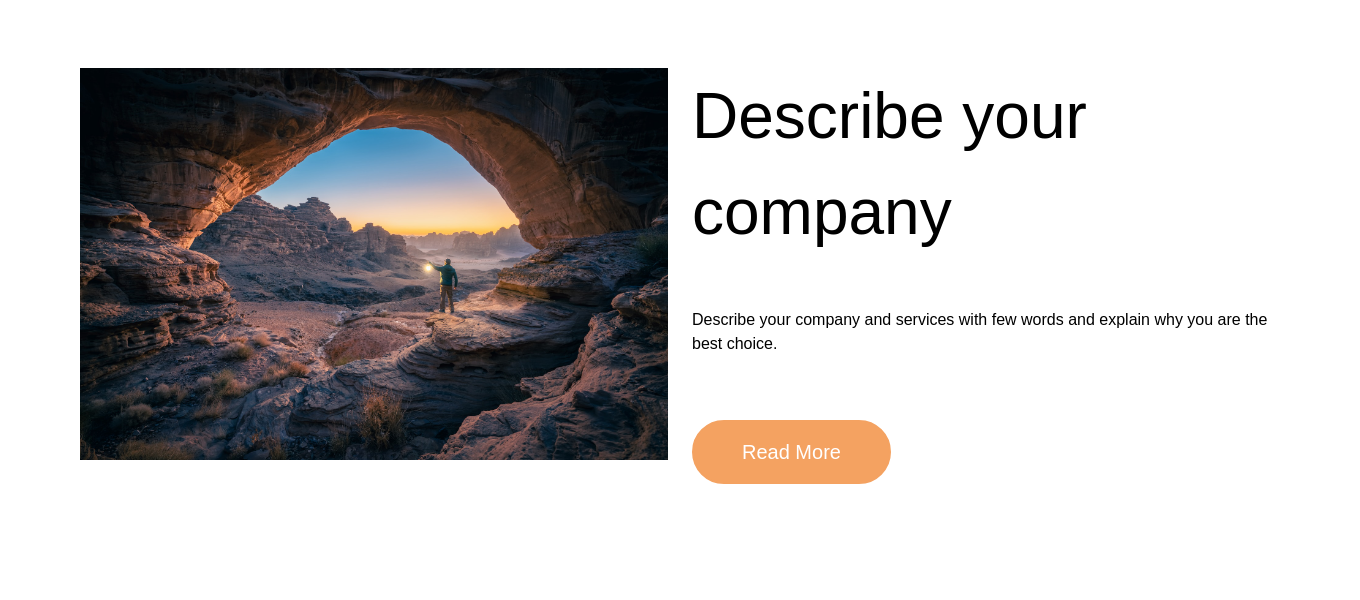 Describe your
company
Describe your company and services with few words and explain why you are the
best choice.
Read More